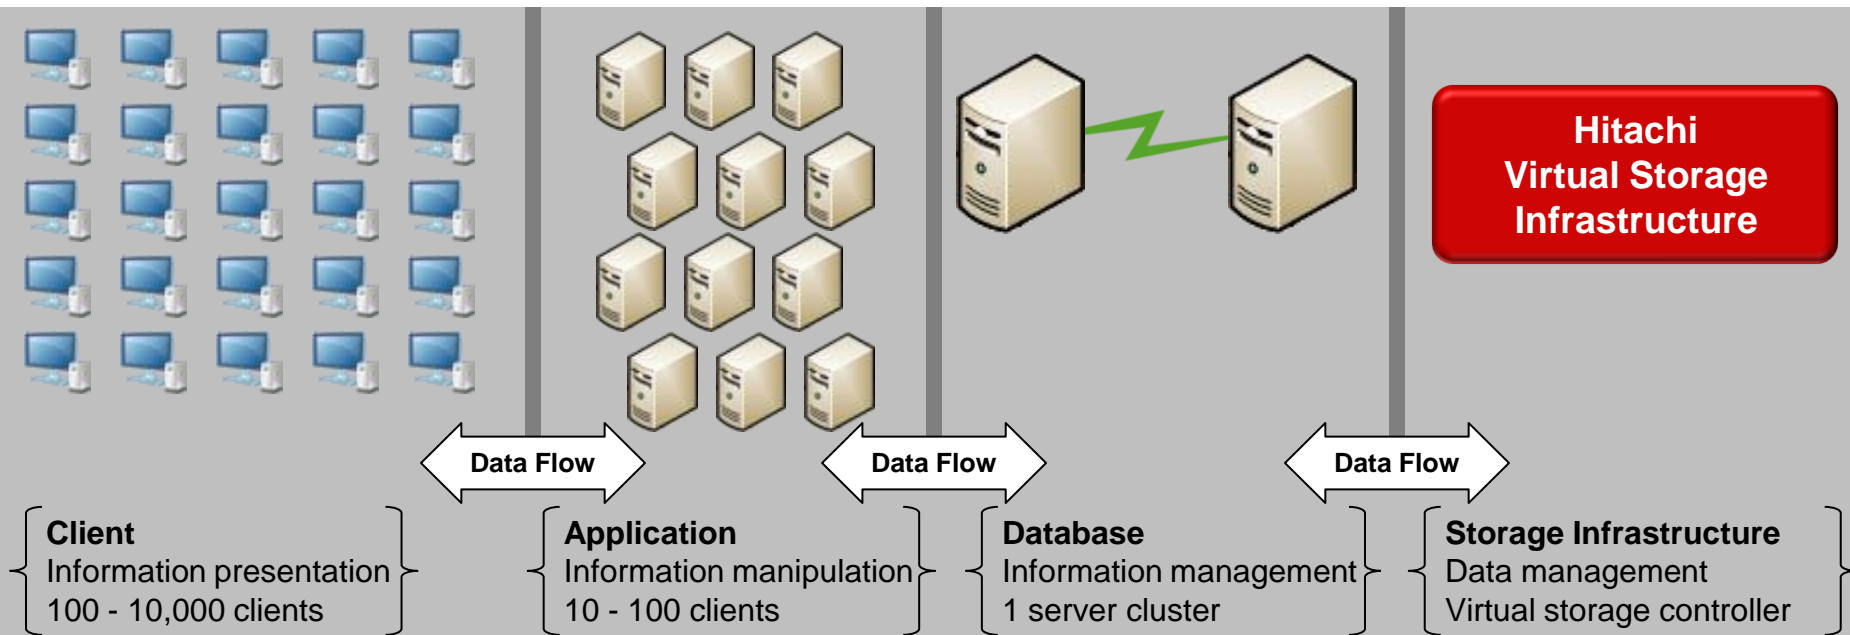 Hitachi
Virtual Storage
Infrastructure
Data Flow
Data Flow
Data Flow
Client
Information presentation
100 - 10,000 clients
Application
Information manipulation
10 - 100 clients
Database
Information management
1 server cluster
Storage Infrastructure
Data management
Virtual storage controller